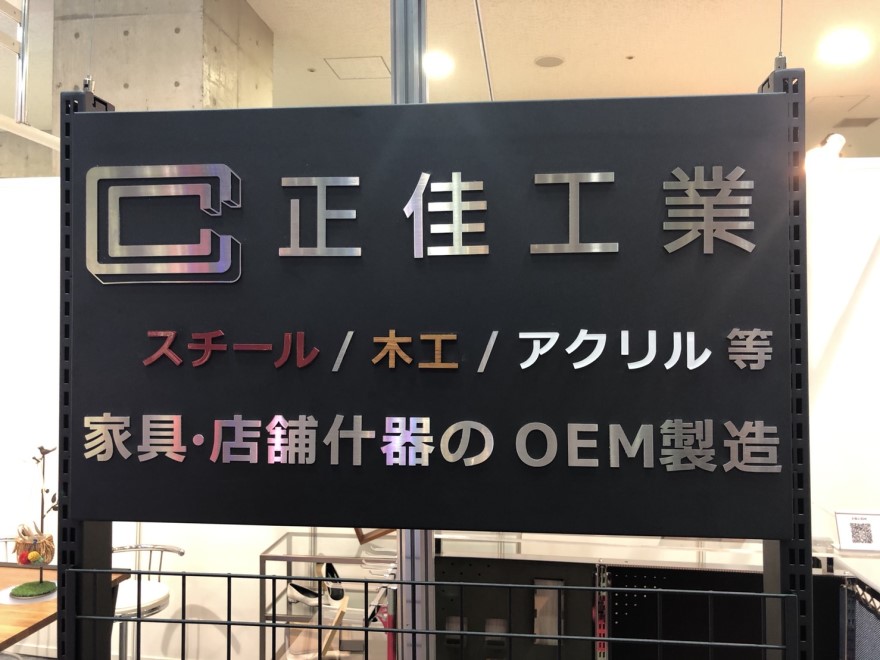 正佳工業
スチール / 木工 / アクリル 等
家具・店舗什器の OEM製造